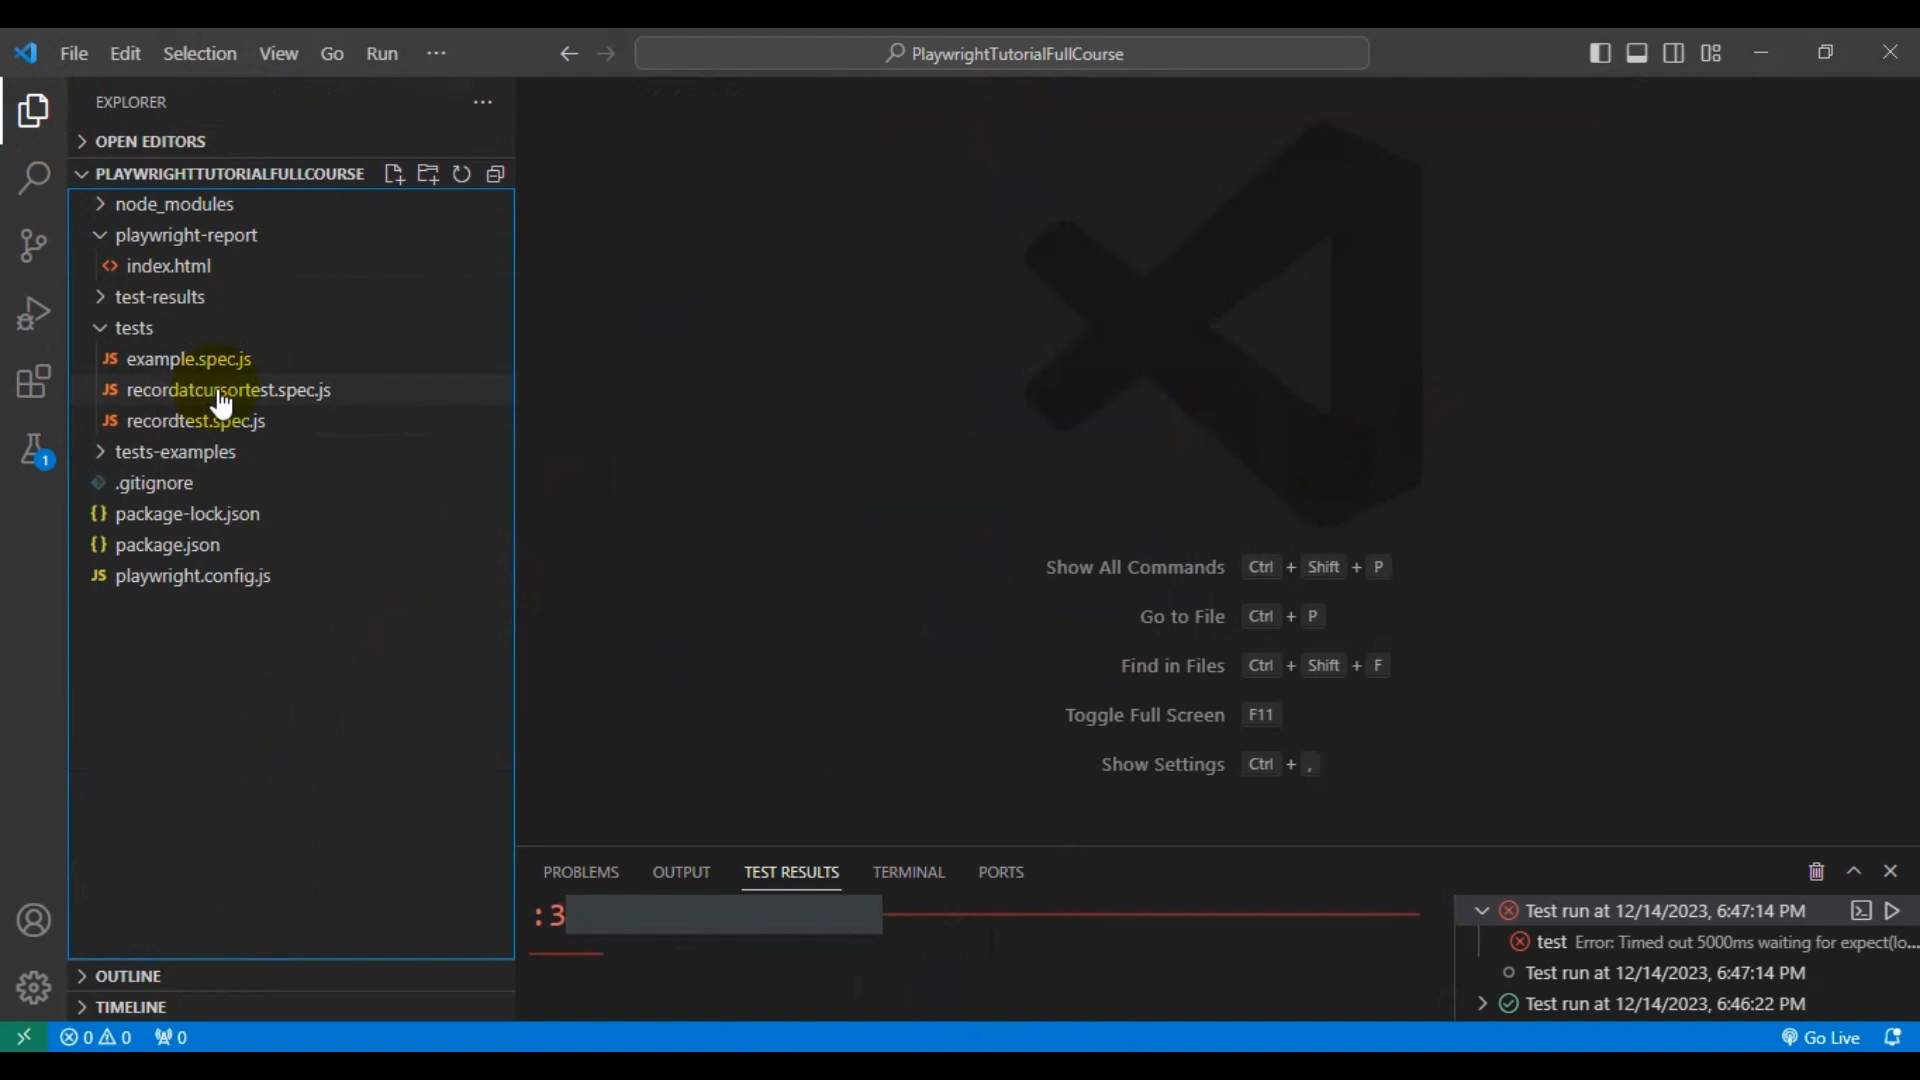 File Edit Selection View Go Run ···
PlaywrightTutorialFullCourse
EXPLORER ···
OPEN EDITORS
PLAYWRIGHTTUTORIALFULLCOURSE
node_modules
playwright-report
<> index.html
test-results
tests
JS example.spec.js
JS recordatcursortest.spec.js
JS recordtest.spec.js
tests-examples
.gitignore
{} package-lock.json
{} package.json
JS playwright.config.js
1
Show All Commands Ctrl + Shift + P
Go to File Ctrl + P
Find in Files Ctrl + Shift + F
Toggle Full Screen F11
Show Settings Ctrl + ,
PROBLEMS OUTPUT TEST RESULTS TERMINAL PORTS
:3
Test run at 12/14/2023, 6:47:14 PM
test Error: Timed out 5000ms waiting for expect(lo...
Test run at 12/14/2023, 6:47:14 PM
Test run at 12/14/2023, 6:46:22 PM
OUTLINE
TIMELINE
0 0 0 Go Live